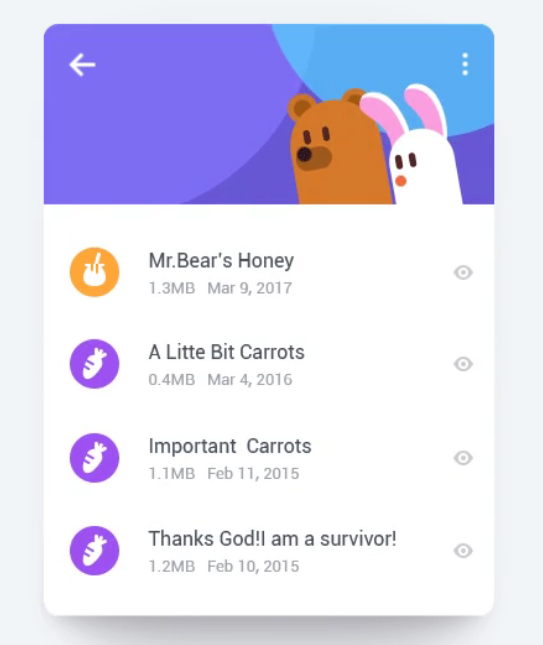 Mr.Bear's Honey
1.3MB Mar 9, 2017
A Litte Bit Carrots
0.4MB Mar 4, 2016
Important Carrots
1.1MB Feb 11, 2015
Thanks God!I am a survivor!
1.2MB Feb 10, 2015